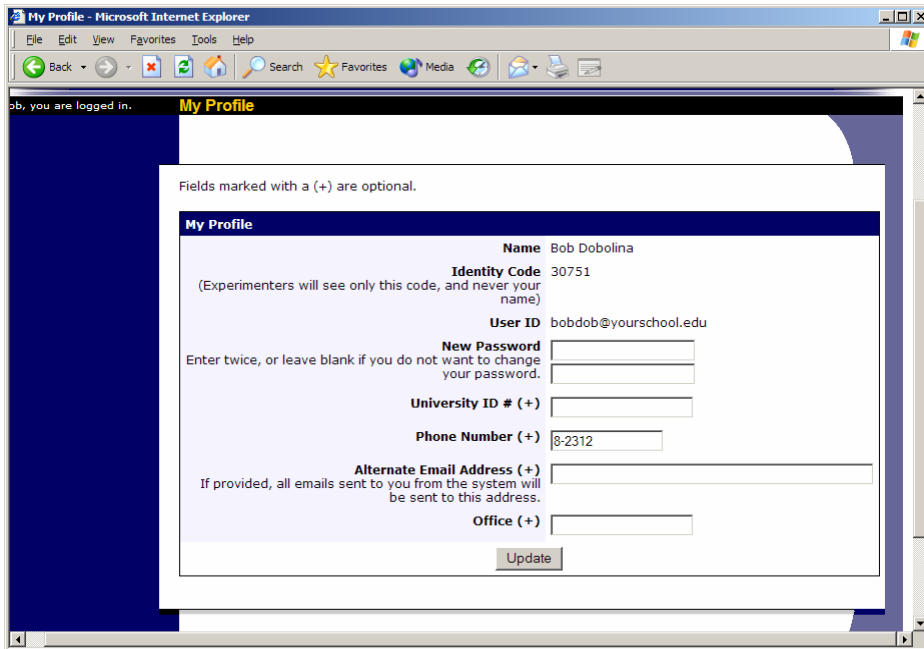 My Profile - Microsoft Internet Explorer
File Edit View Favorites Tools Help
Back Search Favorites Media
ob, you are logged in. My Profile
Fields marked with a (+) are optional.
My Profile
Name Bob Dobolina
Identity Code 30751
(Experimenters will see only this code, and never your
name)
User ID bobdob@yourschool.edu
New Password
Enter twice, or leave blank if you do not want to change
your password.
University ID # (+)
Phone Number (+) 8-2312
Alternate Email Address (+)
If provided, all emails sent to you from the system will
be sent to this address.
Office (+)
Update